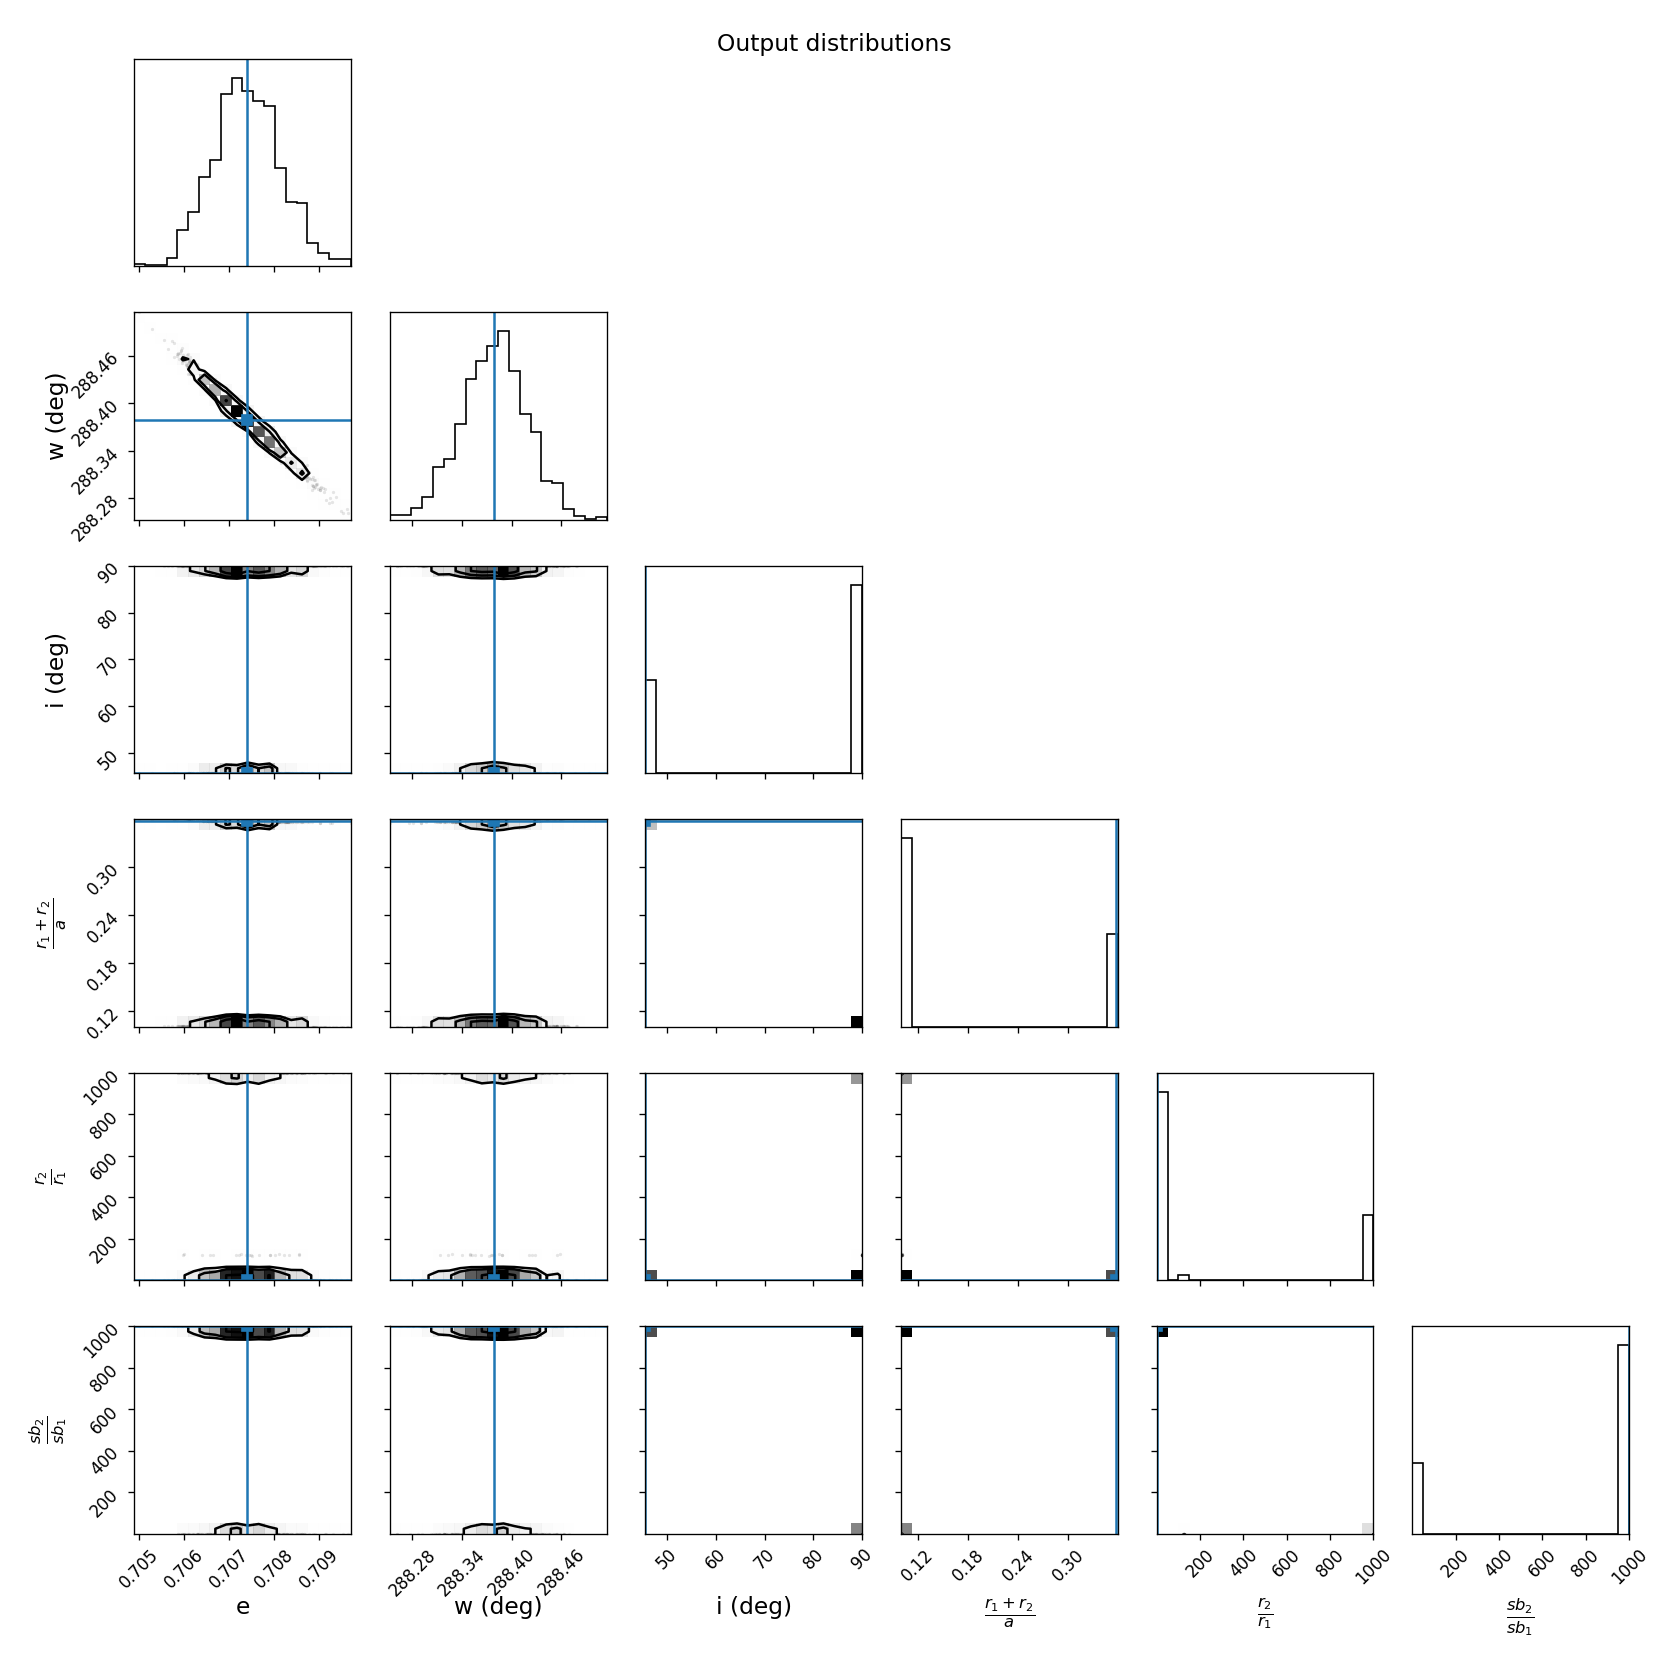 Output distributions
w (deg)
288.46
288.40
288.34
288.28
i (deg)
90
80
70
60
50
r₁ + r₂
a
0.30
0.24
0.18
0.12
r₂
r₁
1000
800
600
400
200
sb₂
sb₁
1000
800
600
400
200
0.705 0.706 0.707 0.708 0.709
288.28 288.34 288.40 288.46
50 60 70 80 90
0.12 0.18 0.24 0.30
200 400 600 800 1000
200 400 600 800 1000
e
w (deg)
i (deg)
r₁ + r₂
a
r₂
r₁
sb₂
sb₁